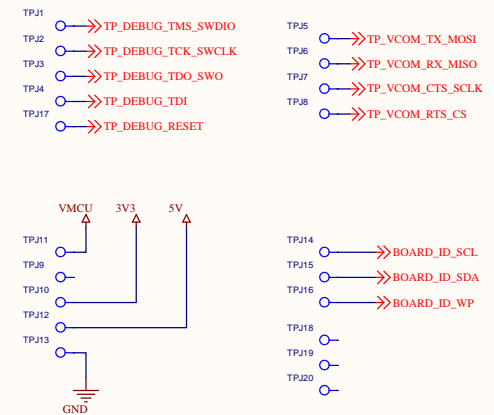 TPJ1
TP_DEBUG_TMS_SWDIO
TPJ2
TP_DEBUG_TCK_SWCLK
TPJ3
TP_DEBUG_TDO_SWO
TPJ4
TP_DEBUG_TDI
TPJ17
TP_DEBUG_RESET
TPJ5
TP_VCOM_TX_MOSI
TPJ6
TP_VCOM_RX_MISO
TPJ7
TP_VCOM_CTS_SCLK
TPJ8
TP_VCOM_RTS_CS
VMCU 3V3 5V
TPJ11
TPJ9
TPJ10
TPJ12
TPJ13
GND
TPJ14
BOARD_ID_SCL
TPJ15
BOARD_ID_SDA
TPJ16
BOARD_ID_WP
TPJ18
TPJ19
TPJ20